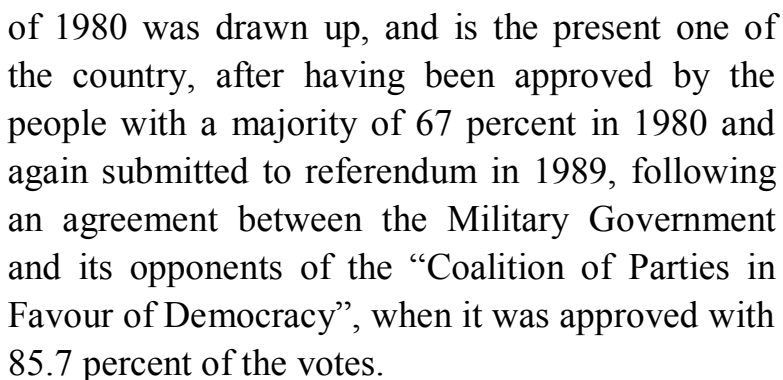 of 1980 was drawn up, and is the present one of
the country, after having been approved by the
people with a majority of 67 percent in 1980 and
again submitted to referendum in 1989, following
an agreement between the Military Government
and its opponents of the “Coalition of Parties in
Favour of Democracy”, when it was approved with
85.7 percent of the votes.